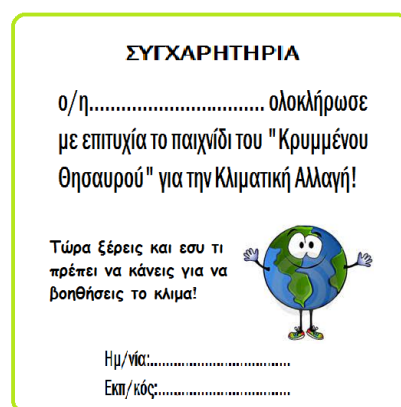 ΣΥΓΧΑΡΗΤΗΡΙΑ
ο/η................................. ολοκλήρωσε
με επιτυχία το παιχνίδι του "Κρυμμένου
Θησαυρού" για την Κλιματική Αλλαγή!
Τώρα ξέρεις και εσυ τι
πρέπει να κάνεις για να
βοηθήσεις το κλιμα!
Ημ/νία:..................................
Εκπ/κός:................................